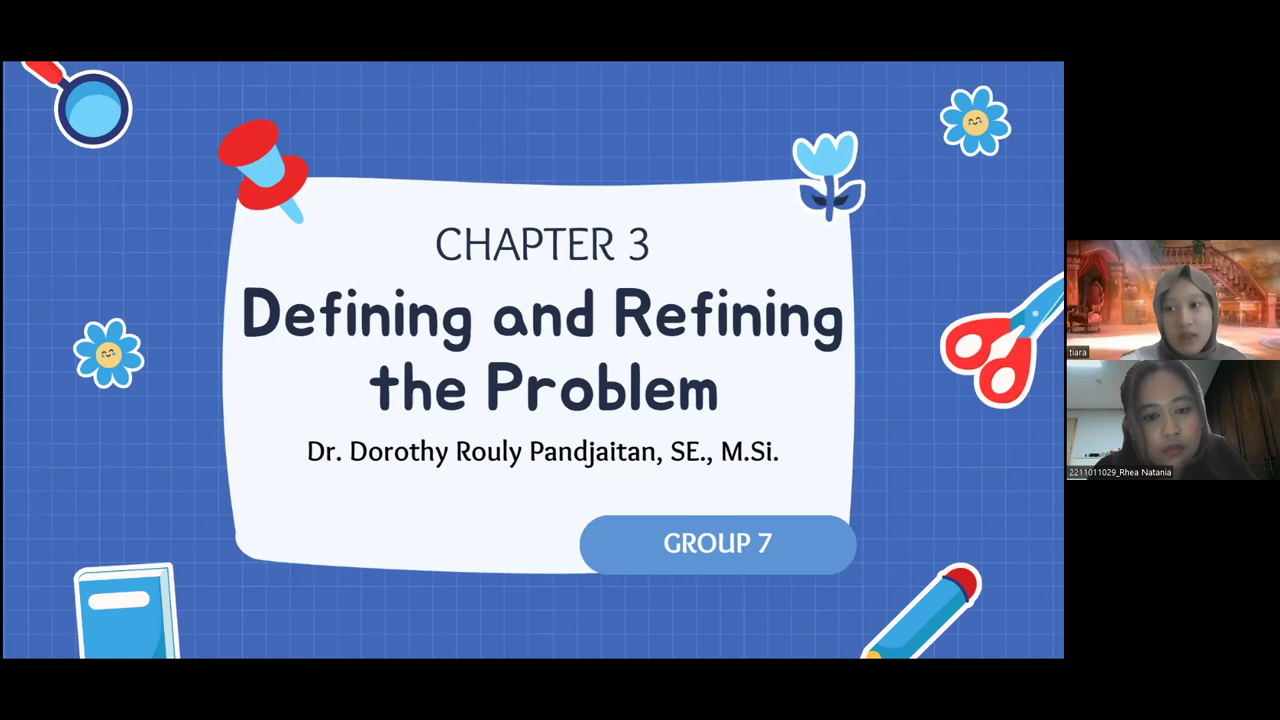 CHAPTER 3
Defining and Refining
the Problem
Dr. Dorothy Rouly Pandjaitan, SE., M.Si.
GROUP 7
tiara
2211011029_Rhea Natania